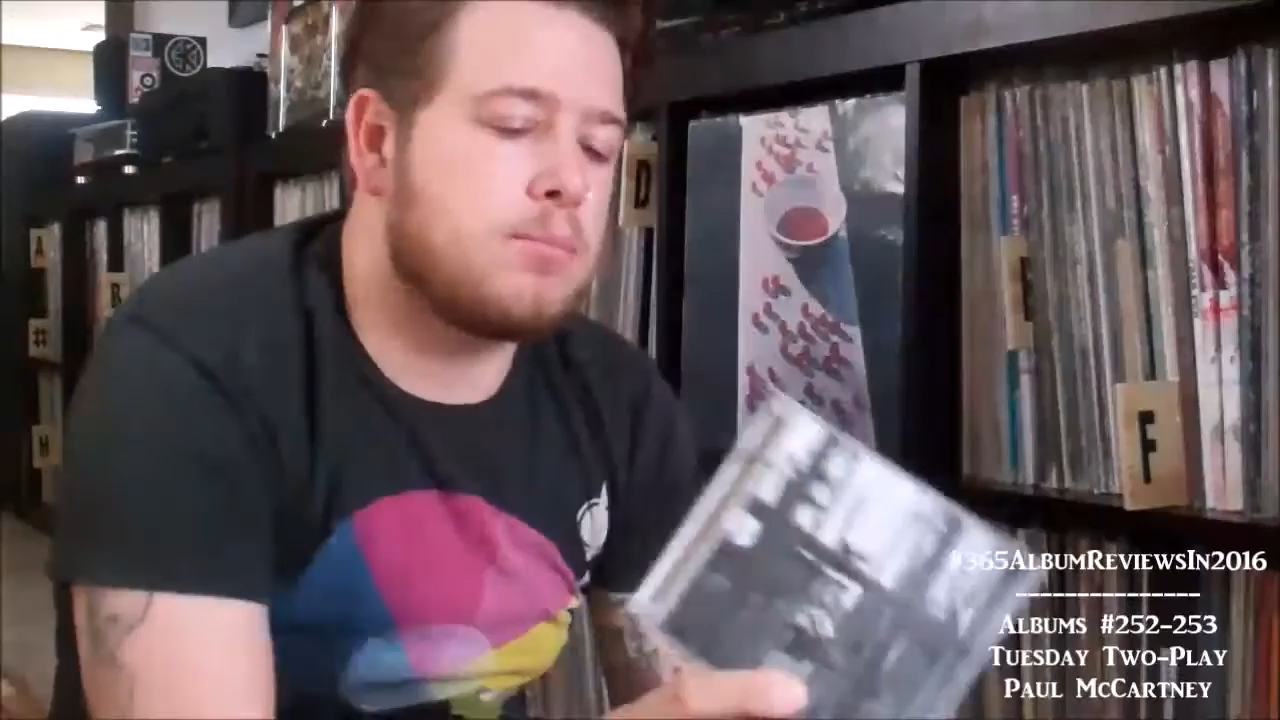 A
B
#
H
D
E
F
#365AlbumReviewsIn2016
---------------
Albums #252-253
Tuesday Two-Play
Paul McCartney